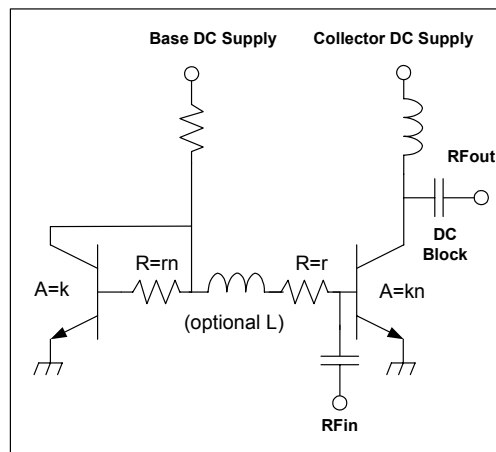 Base DC Supply
Collector DC Supply
RFout
DC
Block
R=rn
R=r
A=k
A=kn
(optional L)
RFin